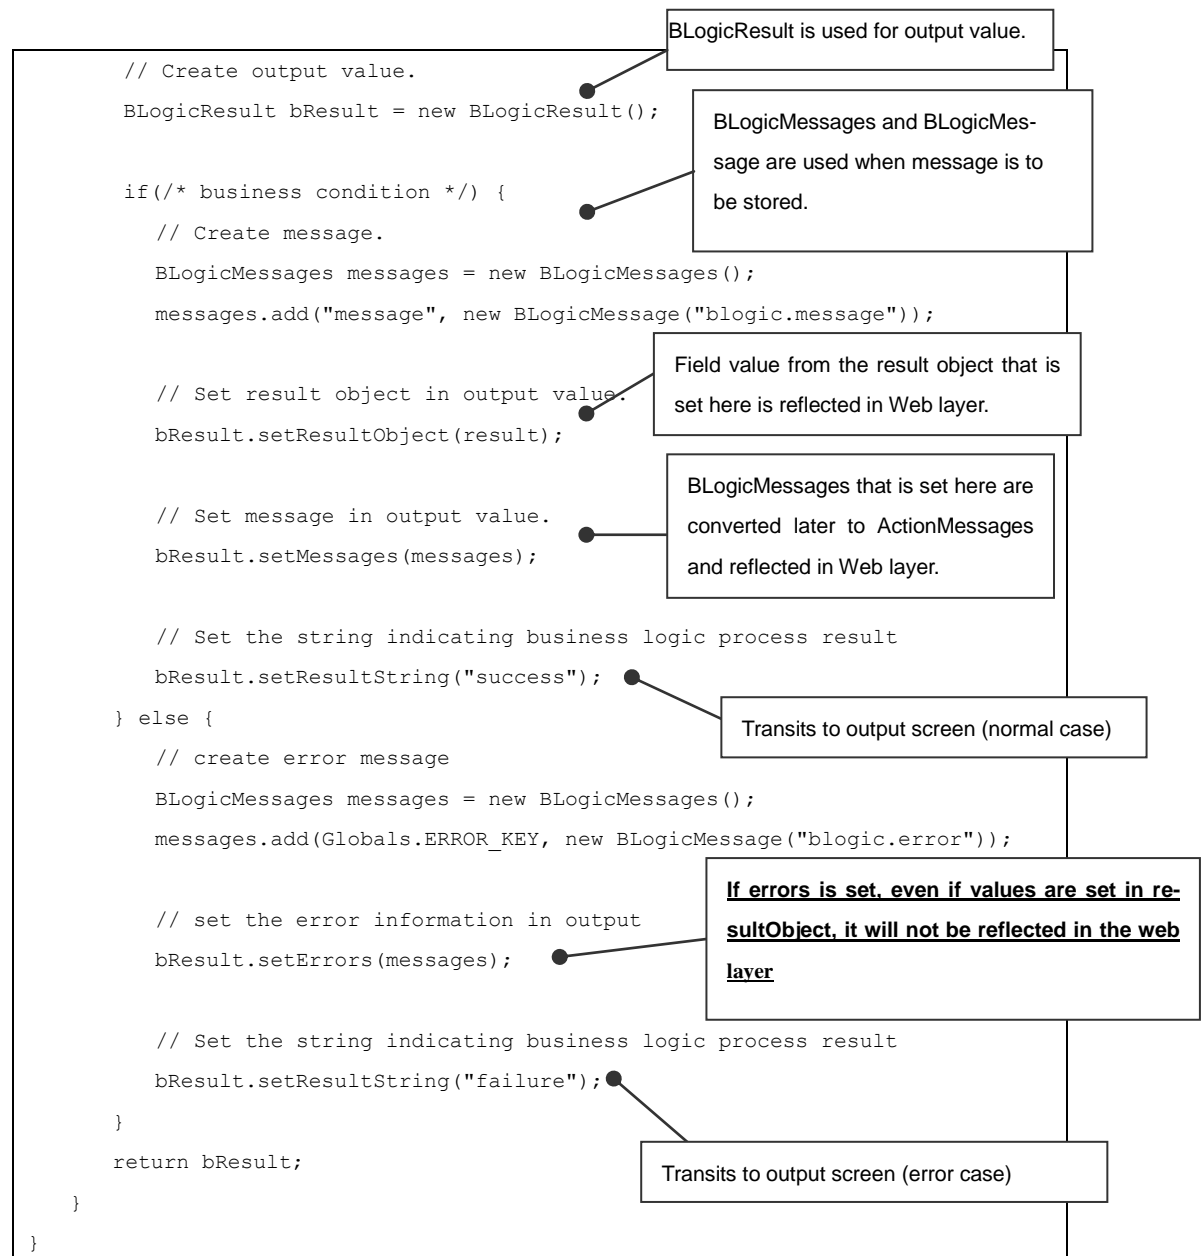 BLogicResult is used for output value.
// Create output value.
BLogicResult bResult = new BLogicResult();
BLogicMessages and BLogicMes-
sage are used when message is to
be stored.
if(/* business condition */) {
// Create message.
BLogicMessages messages = new BLogicMessages();
messages.add("message", new BLogicMessage("blogic.message"));
Field value from the result object that is
set here is reflected in Web layer.
// Set result object in output value.
bResult.setResultObject(result);
BLogicMessages that is set here are
converted later to ActionMessages
and reflected in Web layer.
// Set message in output value.
bResult.setMessages(messages);
// Set the string indicating business logic process result
bResult.setResultString("success");
Transits to output screen (normal case)
} else {
// create error message
BLogicMessages messages = new BLogicMessages();
messages.add(Globals.ERROR_KEY, new BLogicMessage("blogic.error"));
If errors is set, even if values are set in re-
sultObject, it will not be reflected in the web
layer
// set the error information in output
bResult.setErrors(messages);
// Set the string indicating business logic process result
bResult.setResultString("failure");
Transits to output screen (error case)
}
return bResult;
}
}